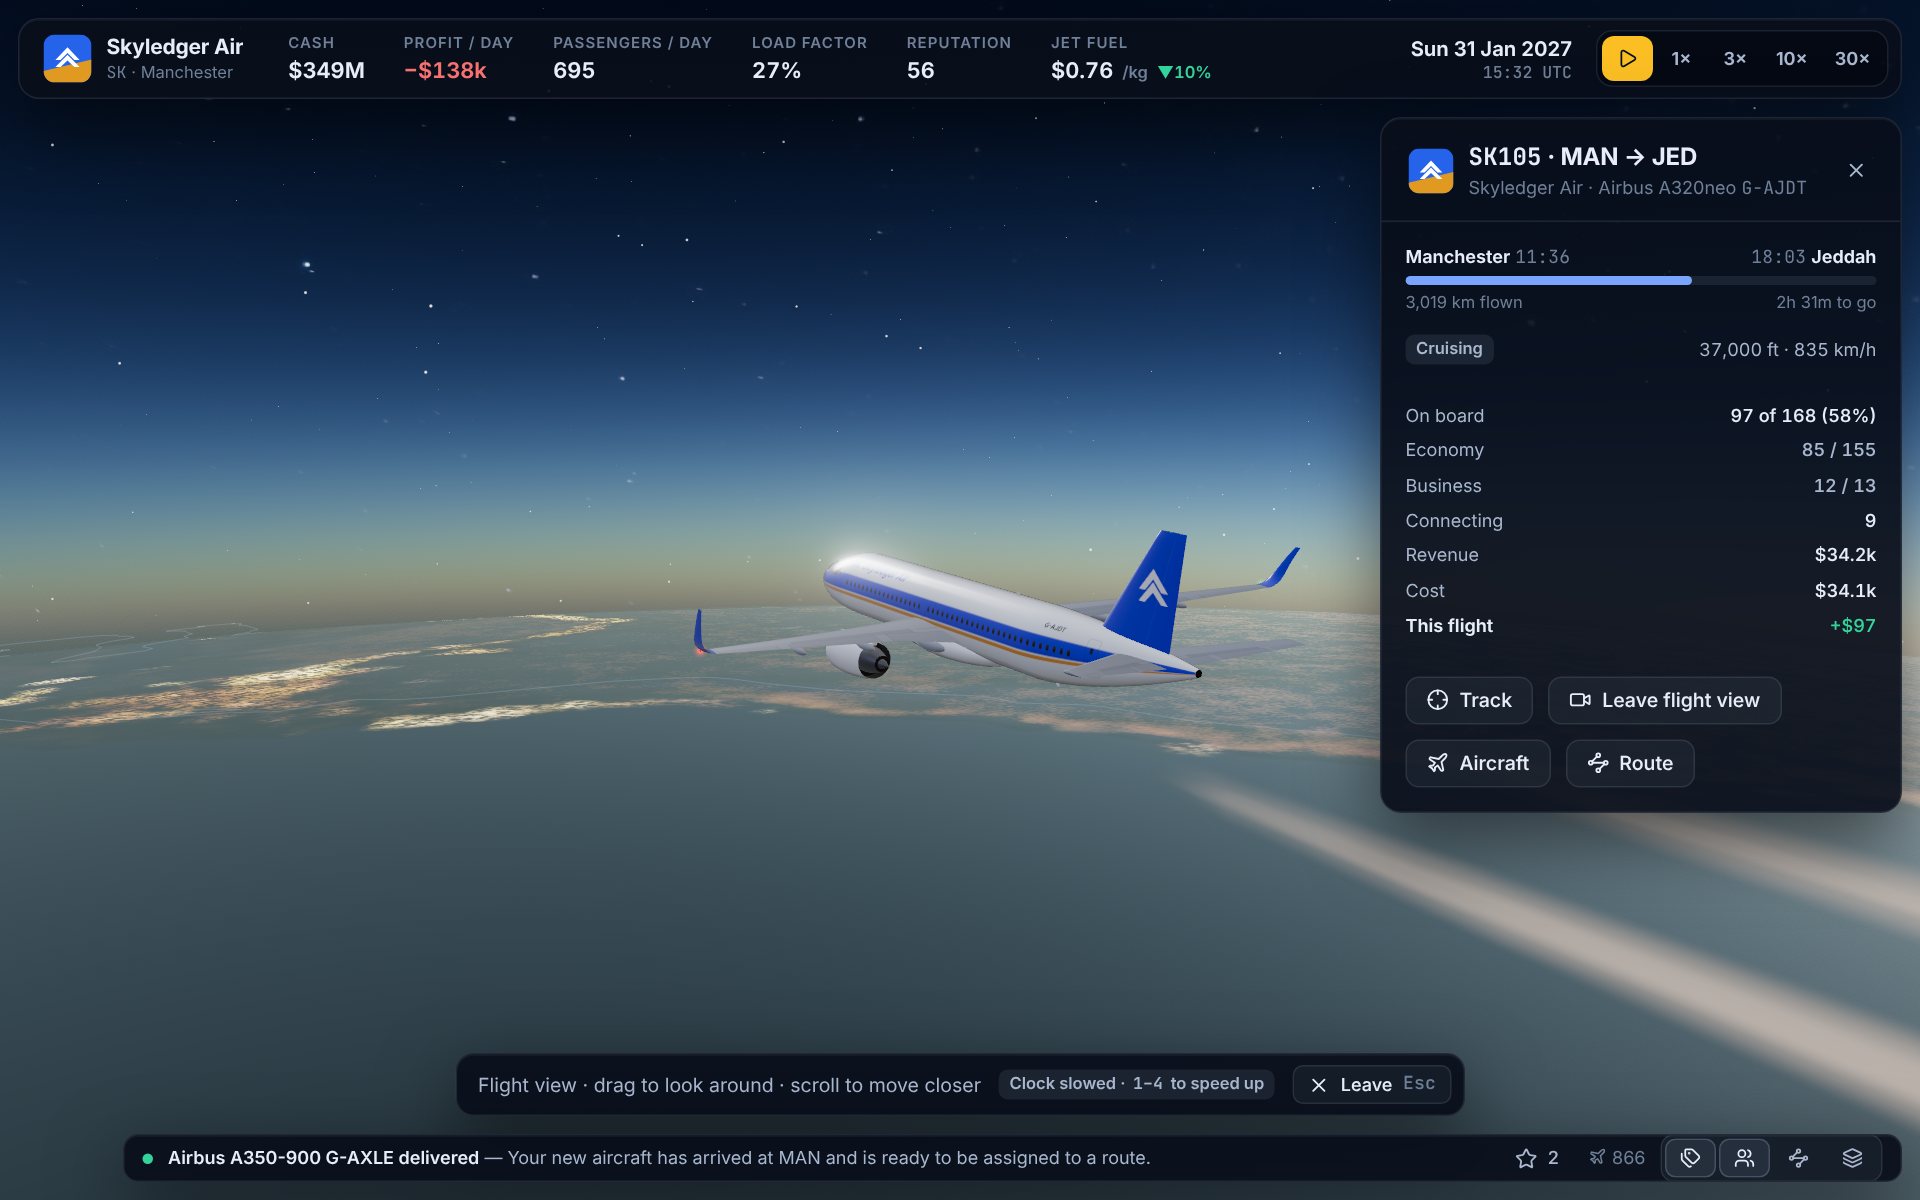 Skyledger Air
SK · Manchester
CASH
$349M
PROFIT / DAY
−$138k
PASSENGERS / DAY
695
LOAD FACTOR
27%
REPUTATION
56
JET FUEL
$0.76 /kg ▼10%
Sun 31 Jan 2027
15:32 UTC
1× 3× 10× 30×
SK105 · MAN → JED
Skyledger Air · Airbus A320neo G-AJDT
Manchester 11:36 18:03 Jeddah
3,019 km flown 2h 31m to go
Cruising 37,000 ft · 835 km/h
On board 97 of 168 (58%)
Economy 85 / 155
Business 12 / 13
Connecting 9
Revenue $34.2k
Cost $34.1k
This flight +$97
Track Leave flight view
Aircraft Route
G-AJDT
Flight view · drag to look around · scroll to move closer Clock slowed · 1–4 to speed up Leave Esc
Airbus A350-900 G-AXLE delivered — Your new aircraft has arrived at MAN and is ready to be assigned to a route. 2 866